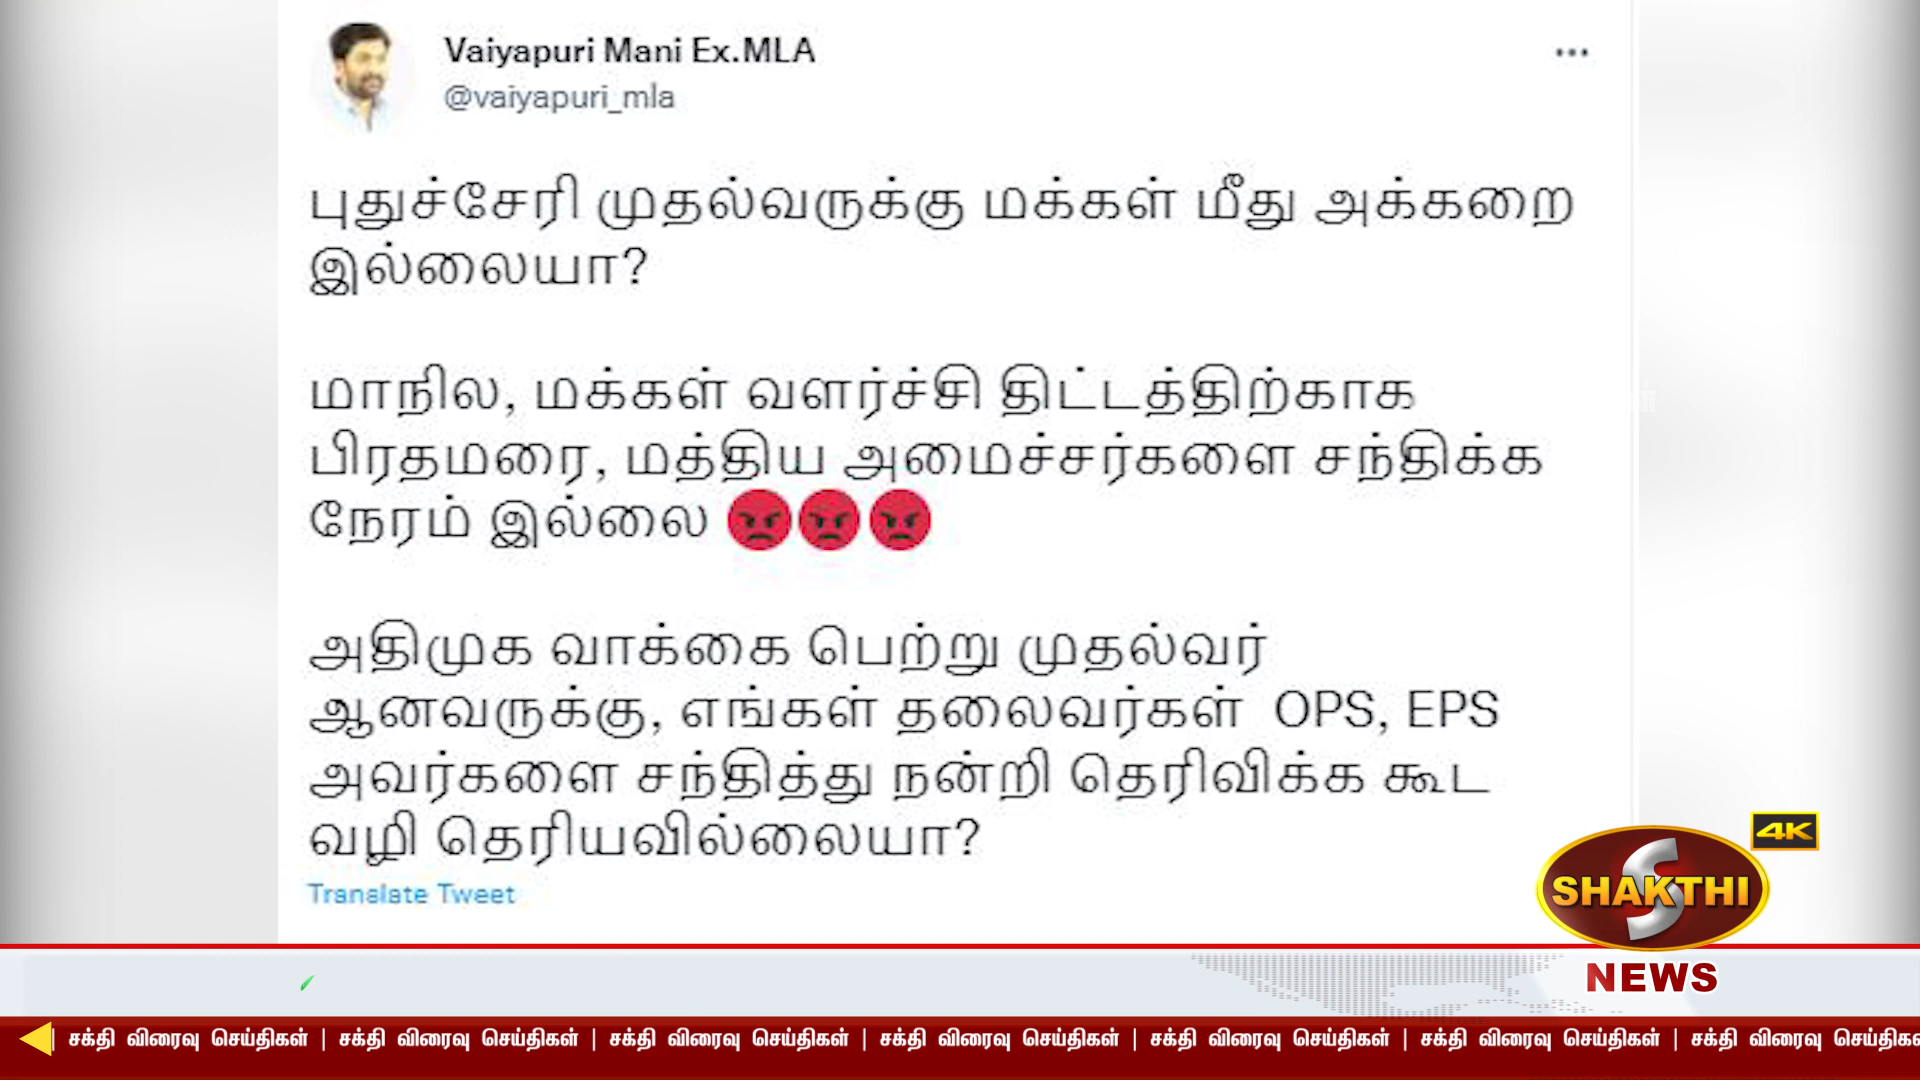 Vaiyapuri Mani Ex.MLA
@vaiyapuri_mla
புதுச்சேரி முதல்வருக்கு மக்கள் மீது அக்கறை
இல்லையா?
மாநில, மக்கள் வளர்ச்சி திட்டத்திற்காக
பிரதமரை, மத்திய அமைச்சர்களை சந்திக்க
நேரம் இல்லை 😡😡😡
அதிமுக வாக்கை பெற்று முதல்வர்
ஆனவருக்கு, எங்கள் தலைவர்கள் OPS, EPS
அவர்களை சந்தித்து நன்றி தெரிவிக்க கூட
வழி தெரியவில்லையா?
Translate Tweet
4K
SHAKTHI
NEWS
சக்தி விரைவு செய்திகள் | சக்தி விரைவு செய்திகள் | சக்தி விரைவு செய்திகள் | சக்தி விரைவு செய்திகள் | சக்தி விரைவு செய்திகள் | சக்தி விரைவு செய்திகள் | சக்தி விரைவு